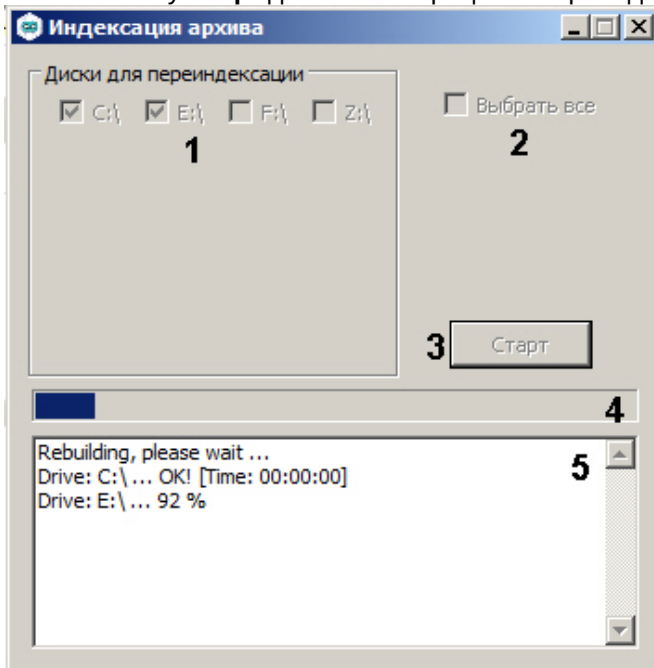 Индексация архива
Диски для переиндексации
C:\ E:\ F:\ Z:\
Выбрать все
1
2
3
Старт
4
Rebuilding, please wait ...
5
Drive: C:\ ... OK! [Time: 00:00:00]
Drive: E:\ ... 92 %